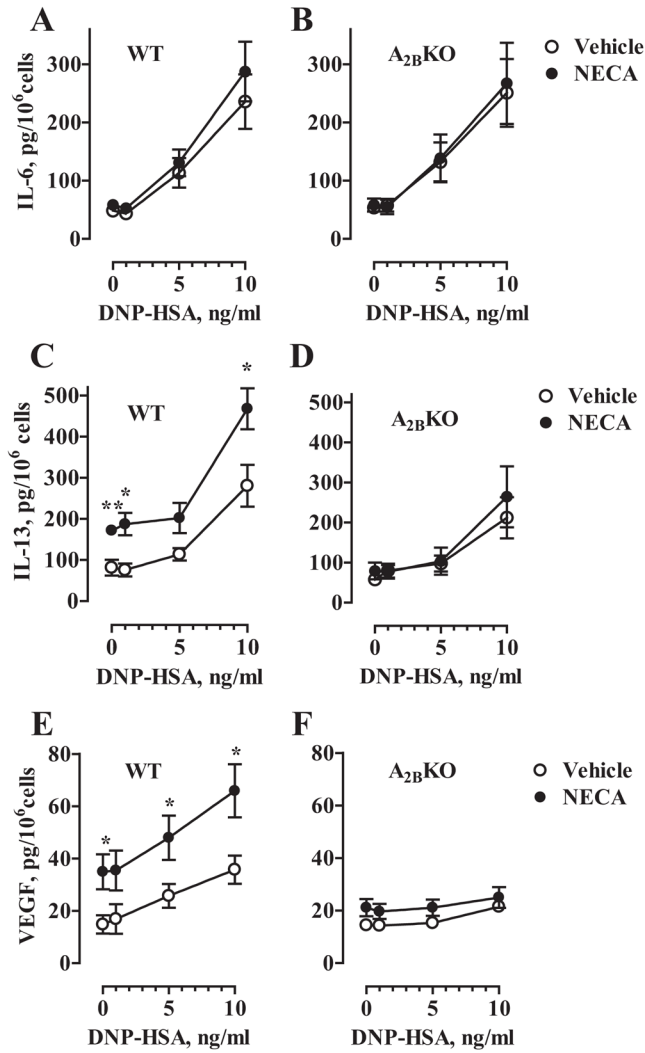 A
WT
IL-6, pg/10⁶cells
300
200
100
0
0 5 10
DNP-HSA, ng/ml
B
A₂BKO
Vehicle
NECA
300
200
100
0
0 5 10
DNP-HSA, ng/ml
C
WT
IL-13, pg/10⁶ cells
500
400
300
200
100
0
**
*
*
0 5 10
DNP-HSA, ng/ml
D
A₂BKO
Vehicle
NECA
500
400
300
200
100
0
0 5 10
DNP-HSA, ng/ml
E
WT
VEGF, pg/10⁶cells
80
60
40
20
0
*
*
*
0 5 10
DNP-HSA, ng/ml
F
A₂BKO
Vehicle
NECA
80
60
40
20
0
0 5 10
DNP-HSA, ng/ml